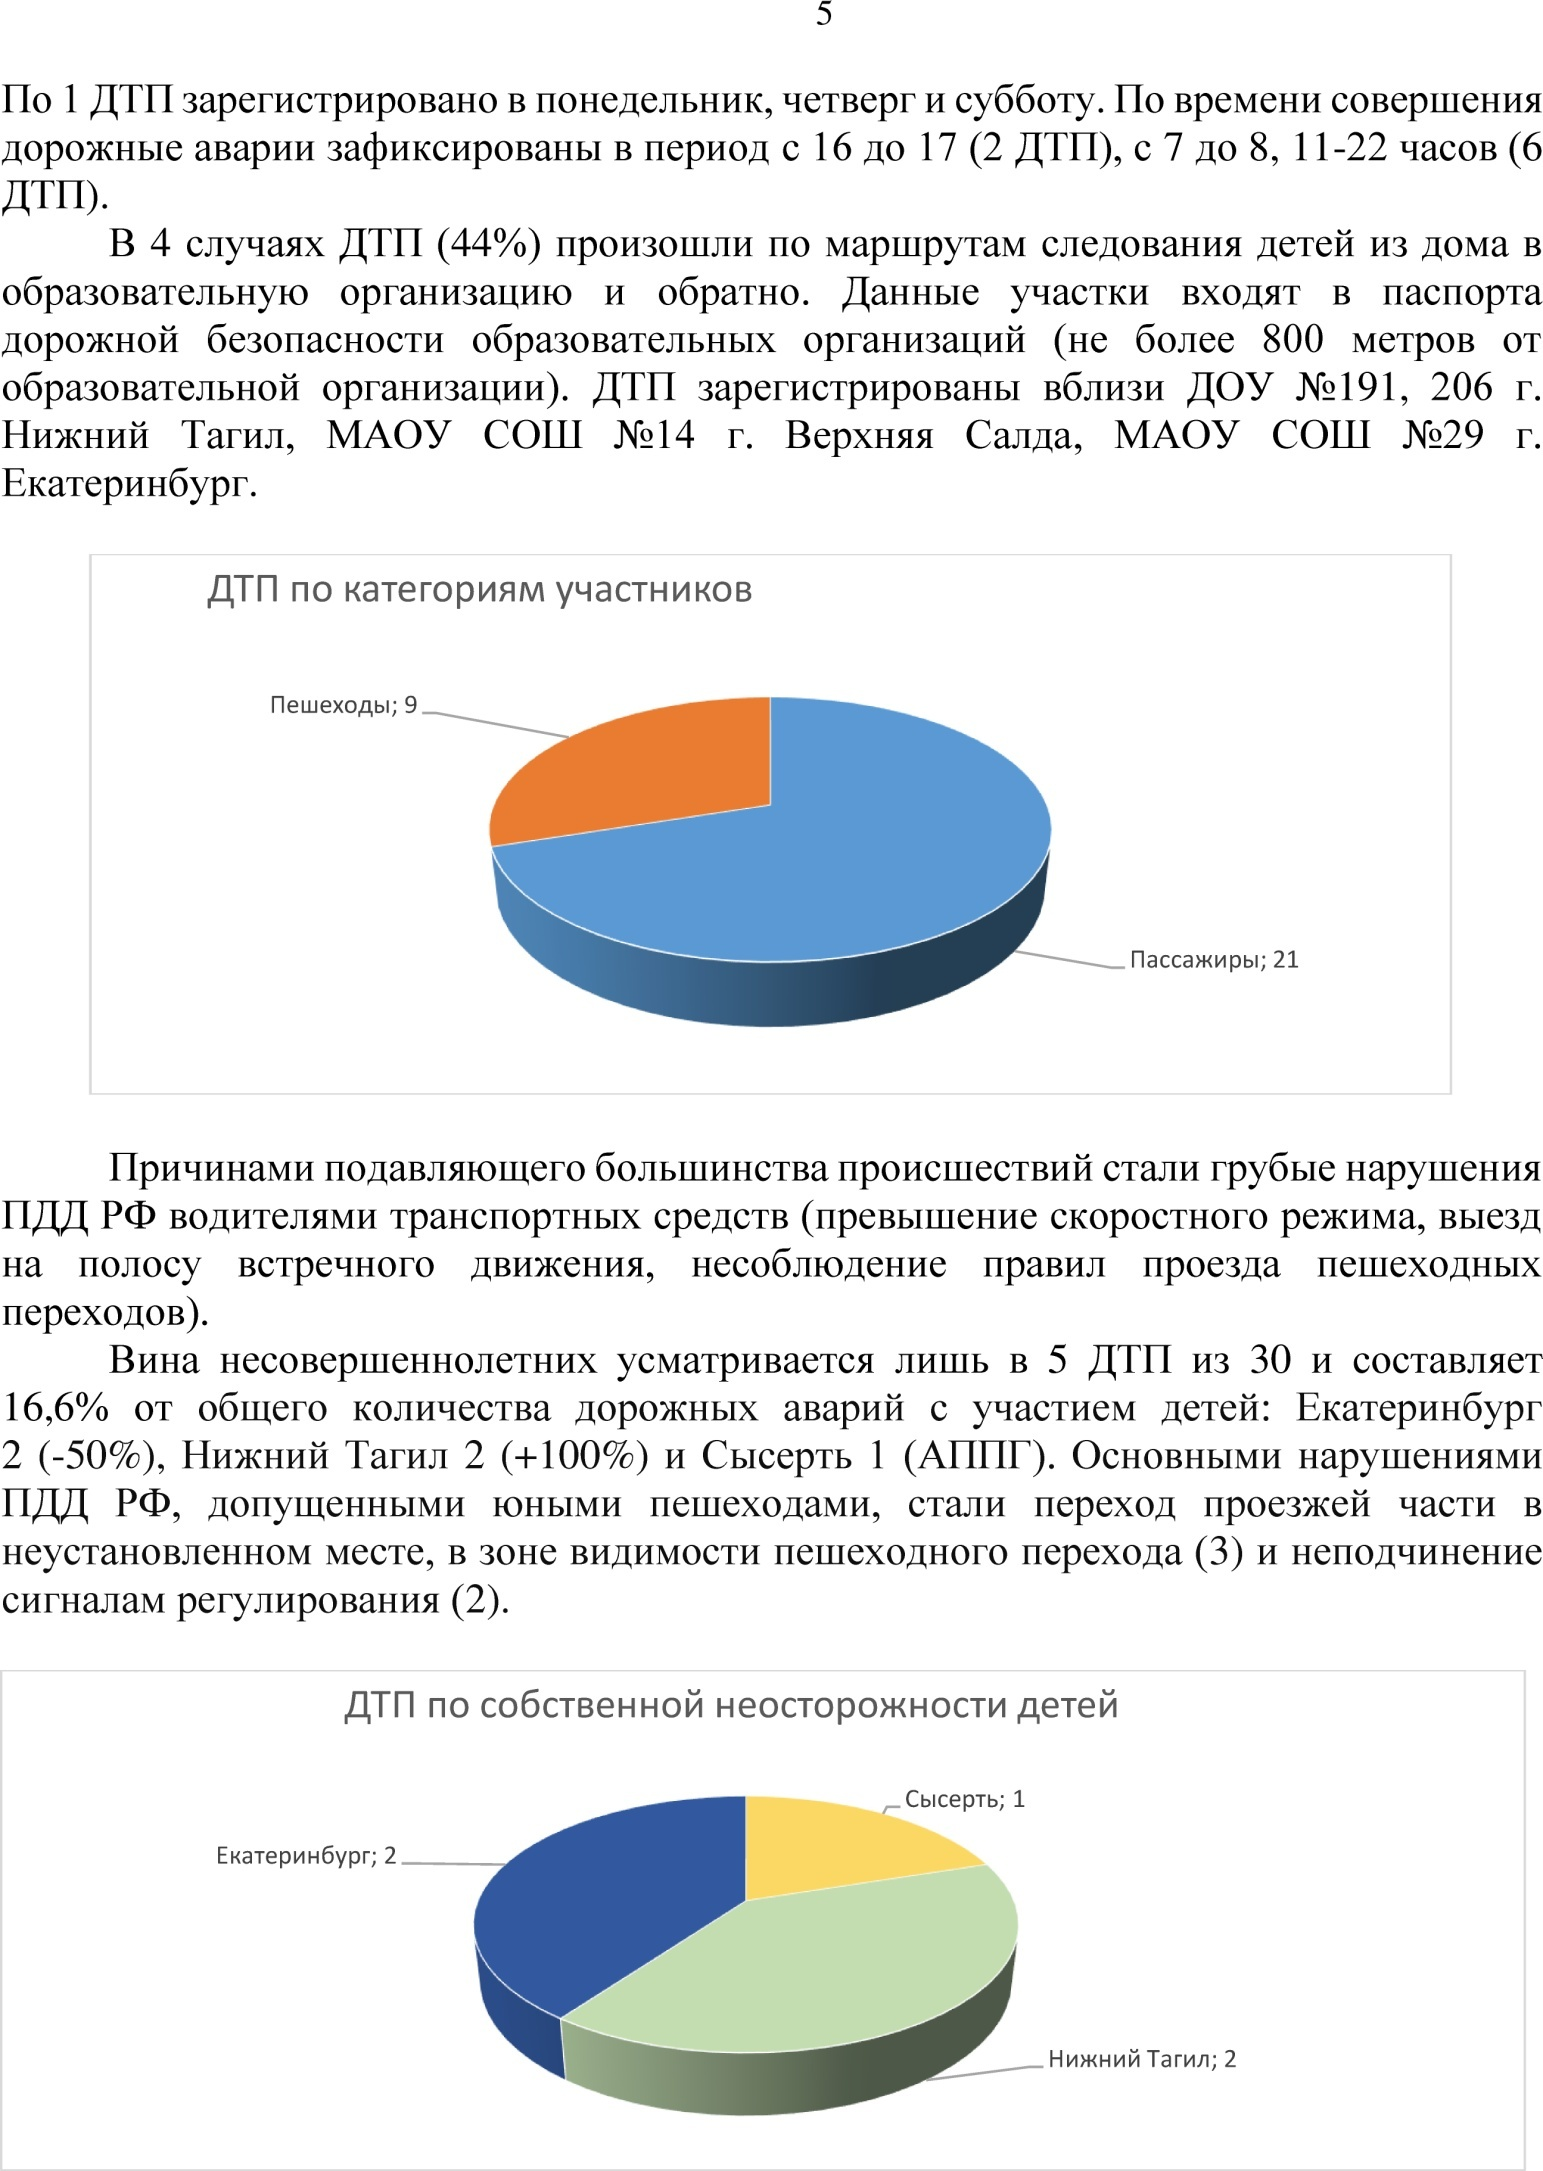 5
По 1 ДТП зарегистрировано в понедельник, четверг и субботу. По времени совершения
дорожные аварии зафиксированы в период с 16 до 17 (2 ДТП), с 7 до 8, 11-22 часов (6
ДТП).
В 4 случаях ДТП (44%) произошли по маршрутам следования детей из дома в
образовательную организацию и обратно. Данные участки входят в паспорта
дорожной безопасности образовательных организаций (не более 800 метров от
образовательной организации). ДТП зарегистрированы вблизи ДОУ №191, 206 г.
Нижний Тагил, МАОУ СОШ №14 г. Верхняя Салда, МАОУ СОШ №29 г.
Екатеринбург.
ДТП по категориям участников
Пешеходы; 9
Пассажиры; 21
Причинами подавляющего большинства происшествий стали грубые нарушения
ПДД РФ водителями транспортных средств (превышение скоростного режима, выезд
на полосу встречного движения, несоблюдение правил проезда пешеходных
переходов).
Вина несовершеннолетних усматривается лишь в 5 ДТП из 30 и составляет
16,6% от общего количества дорожных аварий с участием детей: Екатеринбург
2 (-50%), Нижний Тагил 2 (+100%) и Сысерть 1 (АППГ). Основными нарушениями
ПДД РФ, допущенными юными пешеходами, стали переход проезжей части в
неустановленном месте, в зоне видимости пешеходного перехода (3) и неподчинение
сигналам регулирования (2).
ДТП по собственной неосторожности детей
Сысерть; 1
Екатеринбург; 2
Нижний Тагил; 2